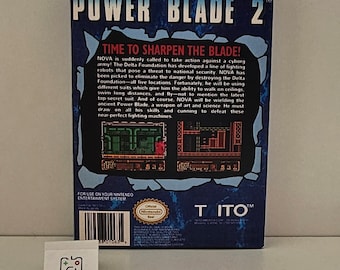 POWER BLADE 2
TIME TO SHARPEN THE BLADE!
NOVA is suddenly called to take action against a cyborg
army! The Delta Foundation has developed a line of fighting
robots that pose a threat to national security. NOVA has
been picked to eliminate the danger by destroying the Delta
Foundation—all five locations. Fortunately, he will be using
different suits which give him the ability to walk on ceilings,
swim long distances, and fly—not to mention the latest
top secret suit. And of course, NOVA will be wielding the
ancient Power Blade, a weapon of art and science. He must
draw on all his skills and cunning to defeat these
near-perfect fighting machines.
FOR USE ON YOUR NINTENDO
ENTERTAINMENT SYSTEM
Official
Nintendo
Seal
T ITO